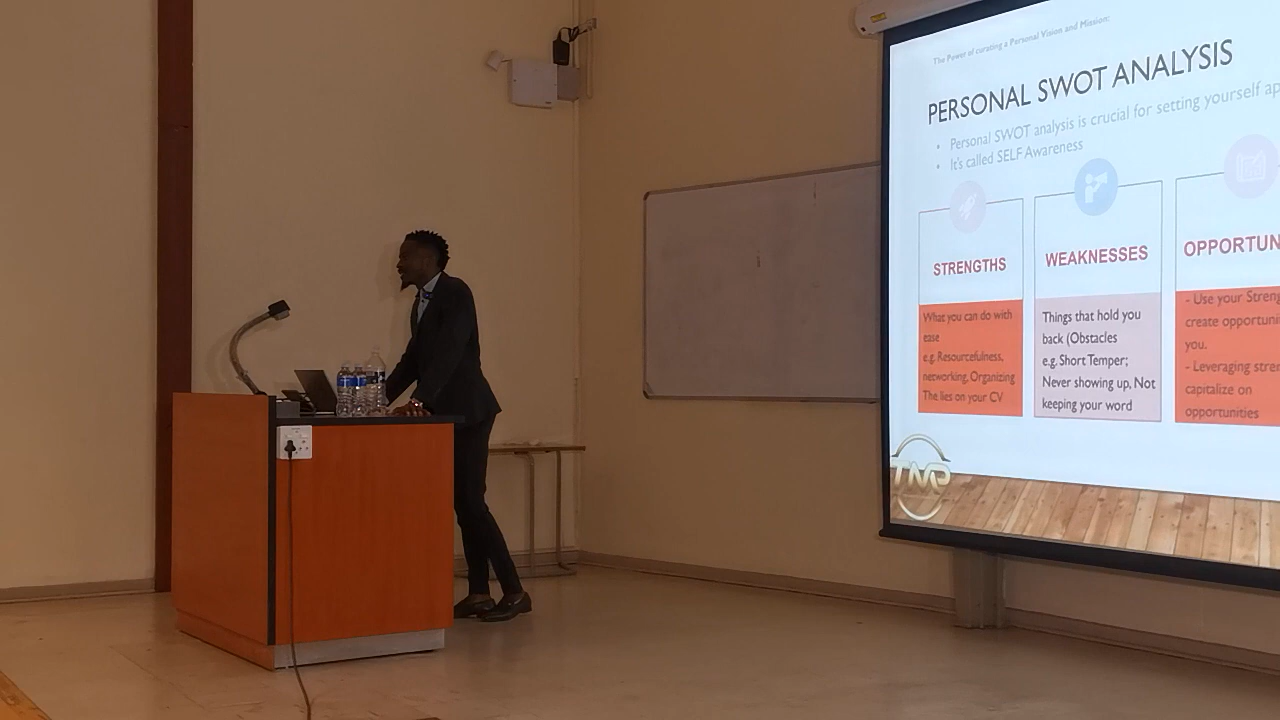 The Power of curating a Personal Vision and Mission:
PERSONAL SWOT ANALYSIS
• Personal SWOT analysis is crucial for setting yourself ap
• It's called SELF Awareness
STRENGTHS
What you can do with
ease
e.g. Resourcefulness,
networking, Organizing
The lies on your CV
WEAKNESSES
Things that hold you
back (Obstacles
e.g. Short Temper;
Never showing up, Not
keeping your word
OPPORTUN
- Use your Streng
create opportuni
you.
- Leveraging stren
capitalize on
opportunities
TMP